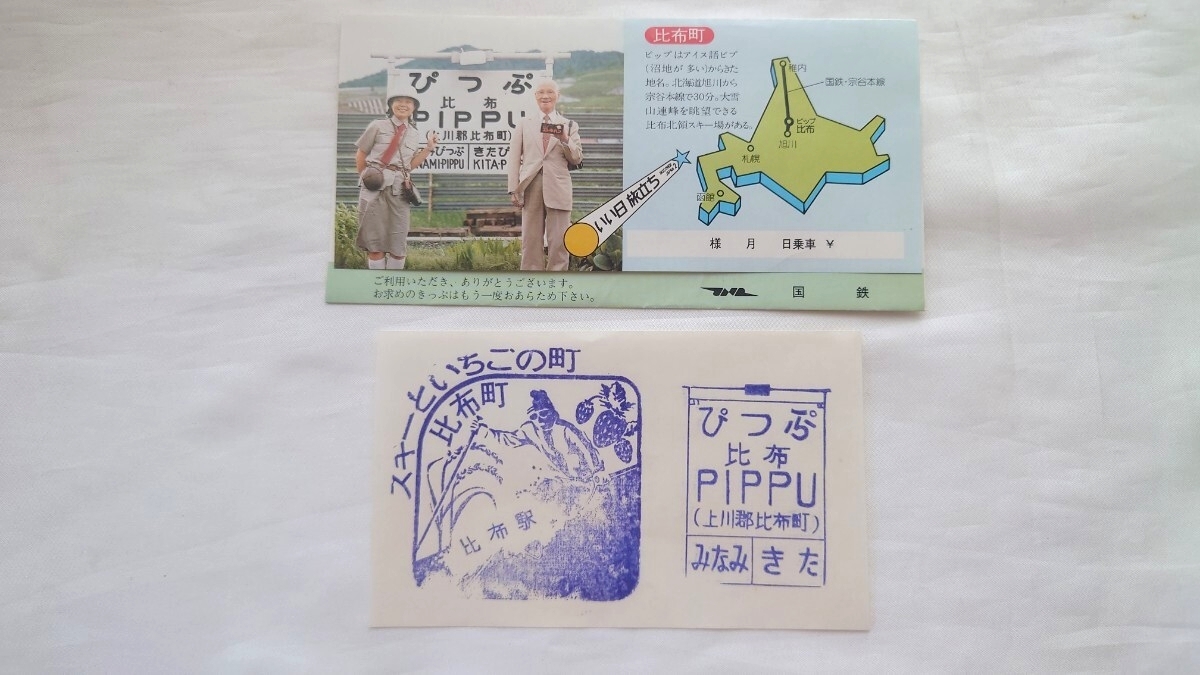 ぴっぷ
比布
PIPPU
(上川郡比布町)
みぴっぷ きたぴ
NAMI-PIPPU KITA-P
比布町
ピップはアイヌ語ピプ
(沼地が多い)からきた
地名。北海道旭川から
宗谷本線で30分。大雪
山連峰を眺望できる
比布北嶺スキー場がある。
稚内
国鉄・宗谷本線
ピップ
比布
旭川
札幌
函館
いい日旅立ち
様 月 日乗車 ¥
ご利用いただき、ありがとうございます。
お求めのきっぷはもう一度おあらため下さい。
JNR 国鉄
スキーといちごの町
比布町
比布駅
ぴつぷ
比布
PIPPU
(上川郡比布町)
みなみ きた